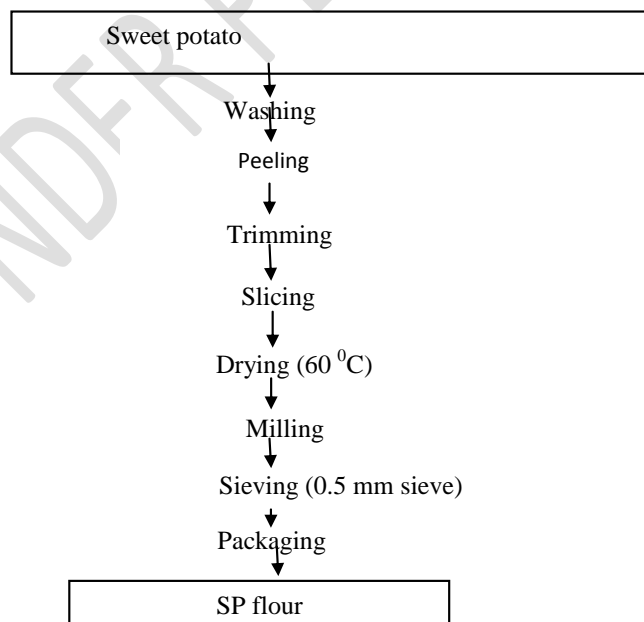 Sweet potato
Washing
Peeling
Trimming
Slicing
Drying (60 ⁰C)
Milling
Sieving (0.5 mm sieve)
Packaging
SP flour